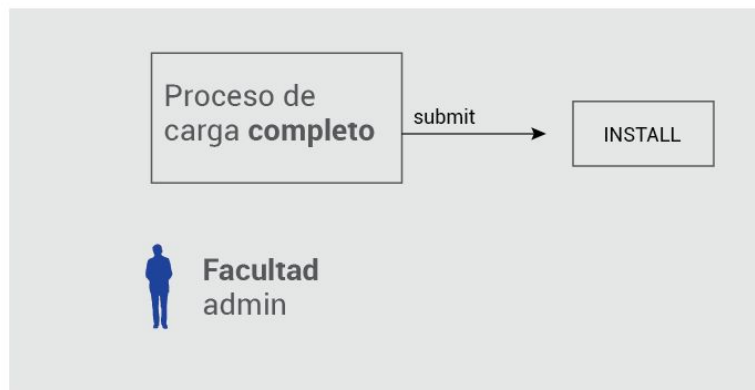 Proceso de
carga completo
submit
INSTALL
Facultad
admin